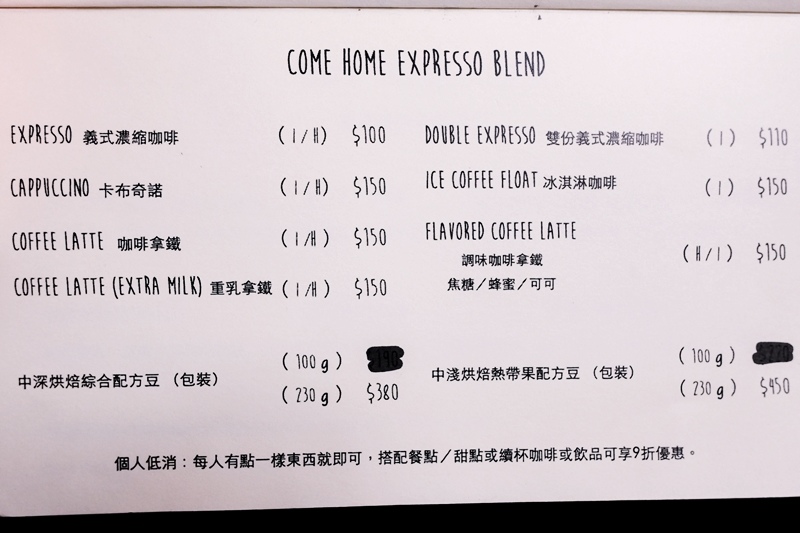 COME HOME EXPRESSO BLEND
EXPRESSO 義式濃縮咖啡 (I/H) $100
CAPPUCCINO 卡布奇諾 (I/H) $150
COFFEE LATTE 咖啡拿鐵 (I/H) $150
COFFEE LATTE (EXTRA MILK) 重乳拿鐵 (I/H) $150
DOUBLE EXPRESSO 雙份義式濃縮咖啡 (I) $110
ICE COFFEE FLOAT 冰淇淋咖啡 (I) $150
FLAVORED COFFEE LATTE
調味咖啡拿鐵 (H/I) $150
焦糖／蜂蜜／可可
中深烘焙綜合配方豆 （包裝）
(100g)
(230g) $380
中淺烘焙熱帶果配方豆 （包裝）
(100g)
(230g) $450
個人低消：每人有點一樣東西就即可，搭配餐點／甜點或續杯咖啡或飲品可享9折優惠。